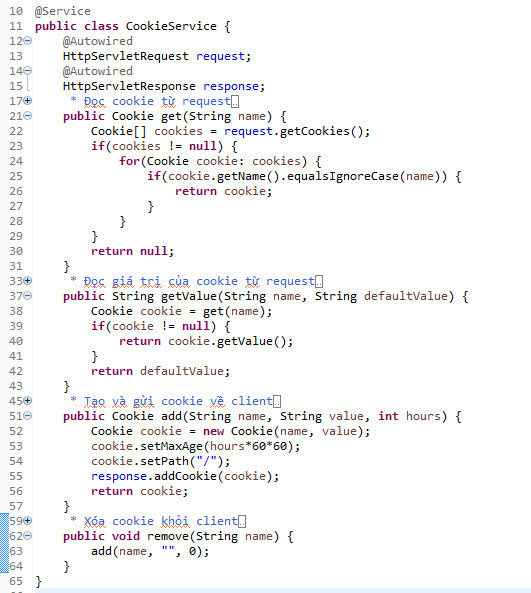 10 @Service
11 public class CookieService {
12 @Autowired
13 HttpServletRequest request;
14 @Autowired
15 HttpServletResponse response;
17 * Đọc cookie từ request
21 public Cookie get(String name) {
22 Cookie[] cookies = request.getCookies();
23 if(cookies != null) {
24 for(Cookie cookie: cookies) {
25 if(cookie.getName().equalsIgnoreCase(name)) {
26 return cookie;
27 }
28 }
29 }
30 return null;
31 }
33 * Đọc giá trị của cookie từ request
37 public String getValue(String name, String defaultValue) {
38 Cookie cookie = get(name);
39 if(cookie != null) {
40 return cookie.getValue();
41 }
42 return defaultValue;
43 }
45 * Tạo và gửi cookie về client
51 public Cookie add(String name, String value, int hours) {
52 Cookie cookie = new Cookie(name, value);
53 cookie.setMaxAge(hours*60*60);
54 cookie.setPath("/");
55 response.addCookie(cookie);
56 return cookie;
57 }
59 * Xóa cookie khỏi client
62 public void remove(String name) {
63 add(name, "", 0);
64 }
65 }